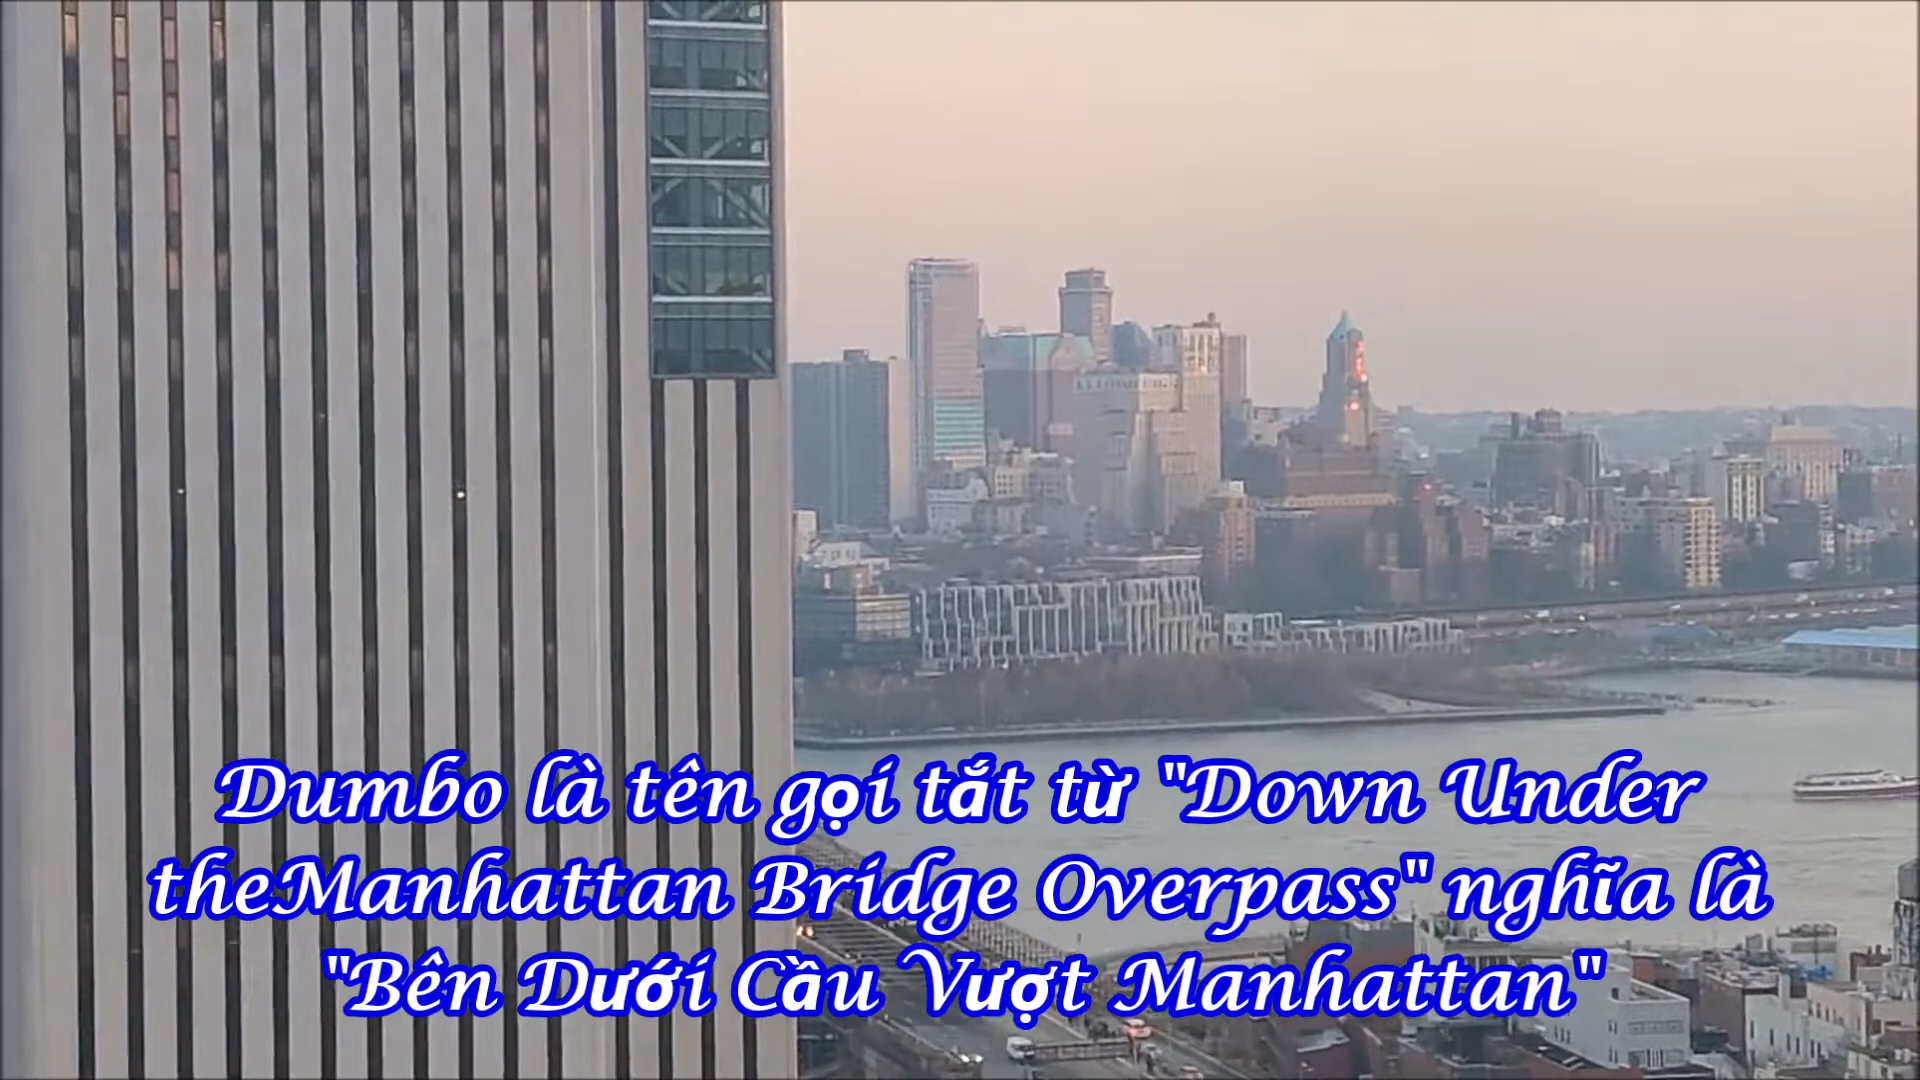 Dumbo là tên gọi tắt từ "Down Under
theManhattan Bridge Overpass" nghĩa là
"Bên Dưới Cầu Vượt Manhattan"